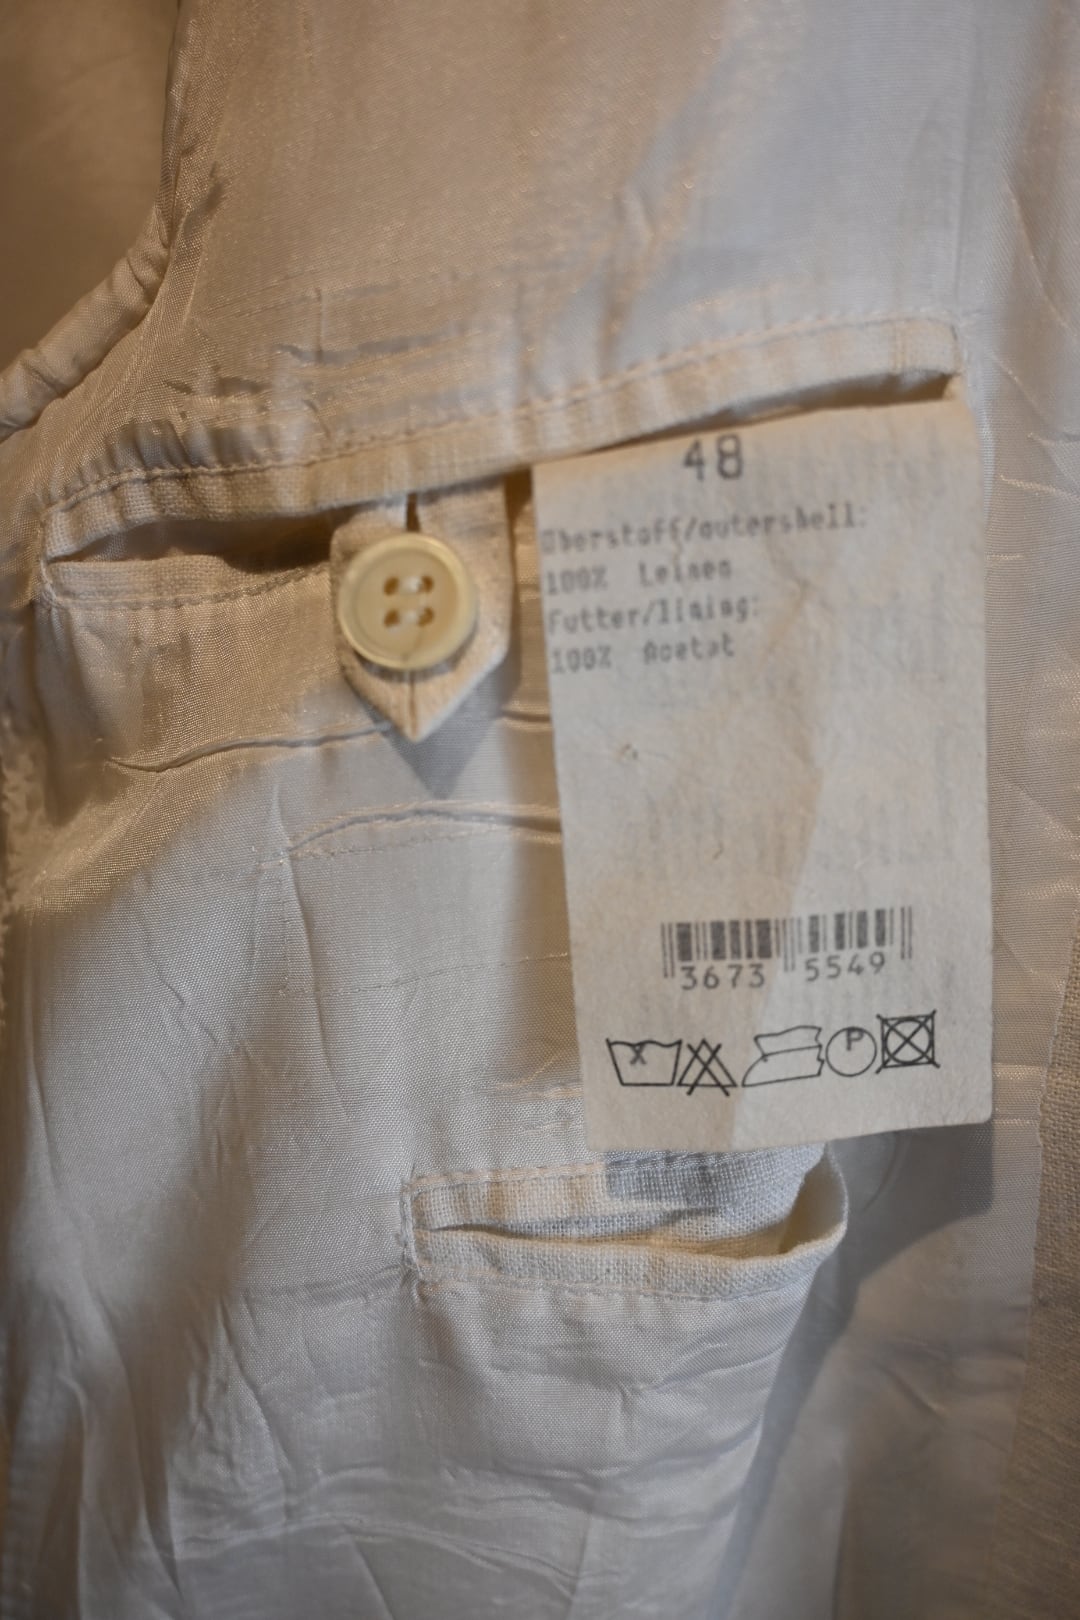 48
Oberstoff/outershell:
100% Leinen
Futter/lining:
100% Acetat
3673 5549
P